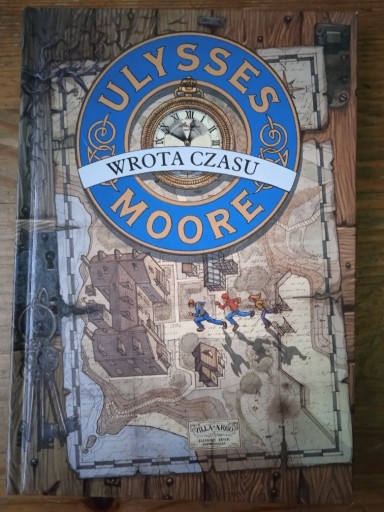 ULYSSES
WROTA CZASU
MOORE
VILLA ARGO